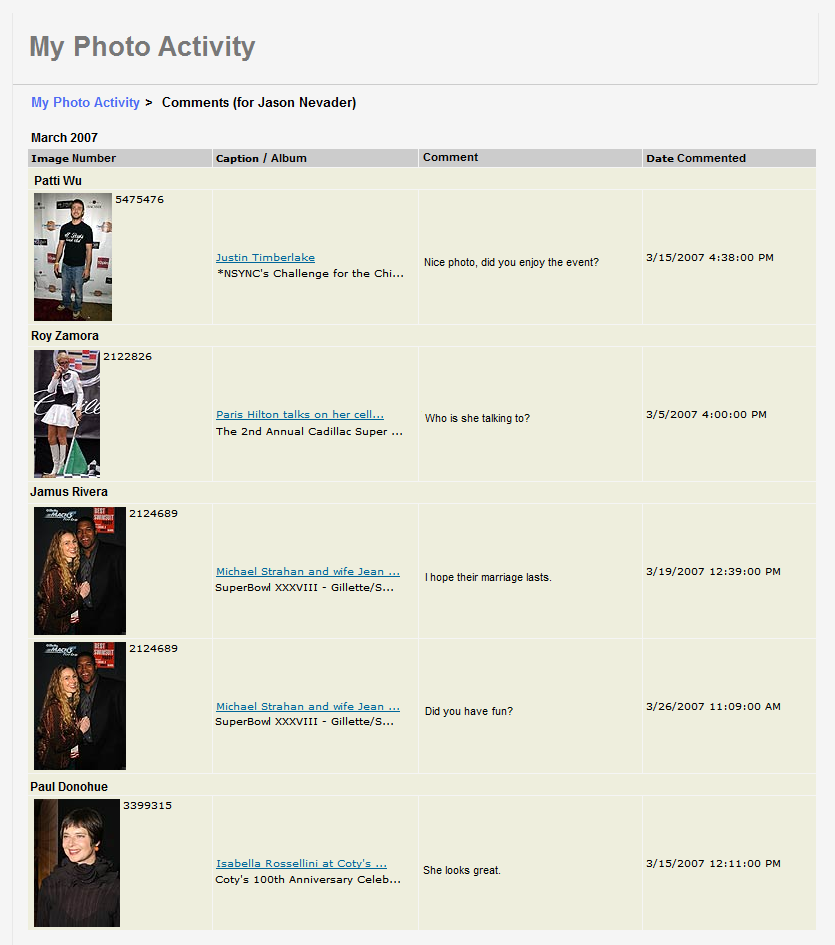 My Photo Activity
My Photo Activity > Comments (for Jason Nevader)
March 2007
Image Number Caption / Album Comment Date Commented
Patti Wu
5475476
Justin Timberlake
*NSYNC's Challenge for the Chi...
Nice photo, did you enjoy the event?
3/15/2007 4:38:00 PM
Roy Zamora
2122826
Paris Hilton talks on her cell...
The 2nd Annual Cadillac Super ...
Who is she talking to?
3/5/2007 4:00:00 PM
Jamus Rivera
2124689
Michael Strahan and wife Jean ...
SuperBowl XXXVIII - Gillette/S...
I hope their marriage lasts.
3/19/2007 12:39:00 PM
2124689
Michael Strahan and wife Jean ...
SuperBowl XXXVIII - Gillette/S...
Did you have fun?
3/26/2007 11:09:00 AM
Paul Donohue
3399315
Isabella Rossellini at Coty's ...
Coty's 100th Anniversary Celeb...
She looks great.
3/15/2007 12:11:00 PM